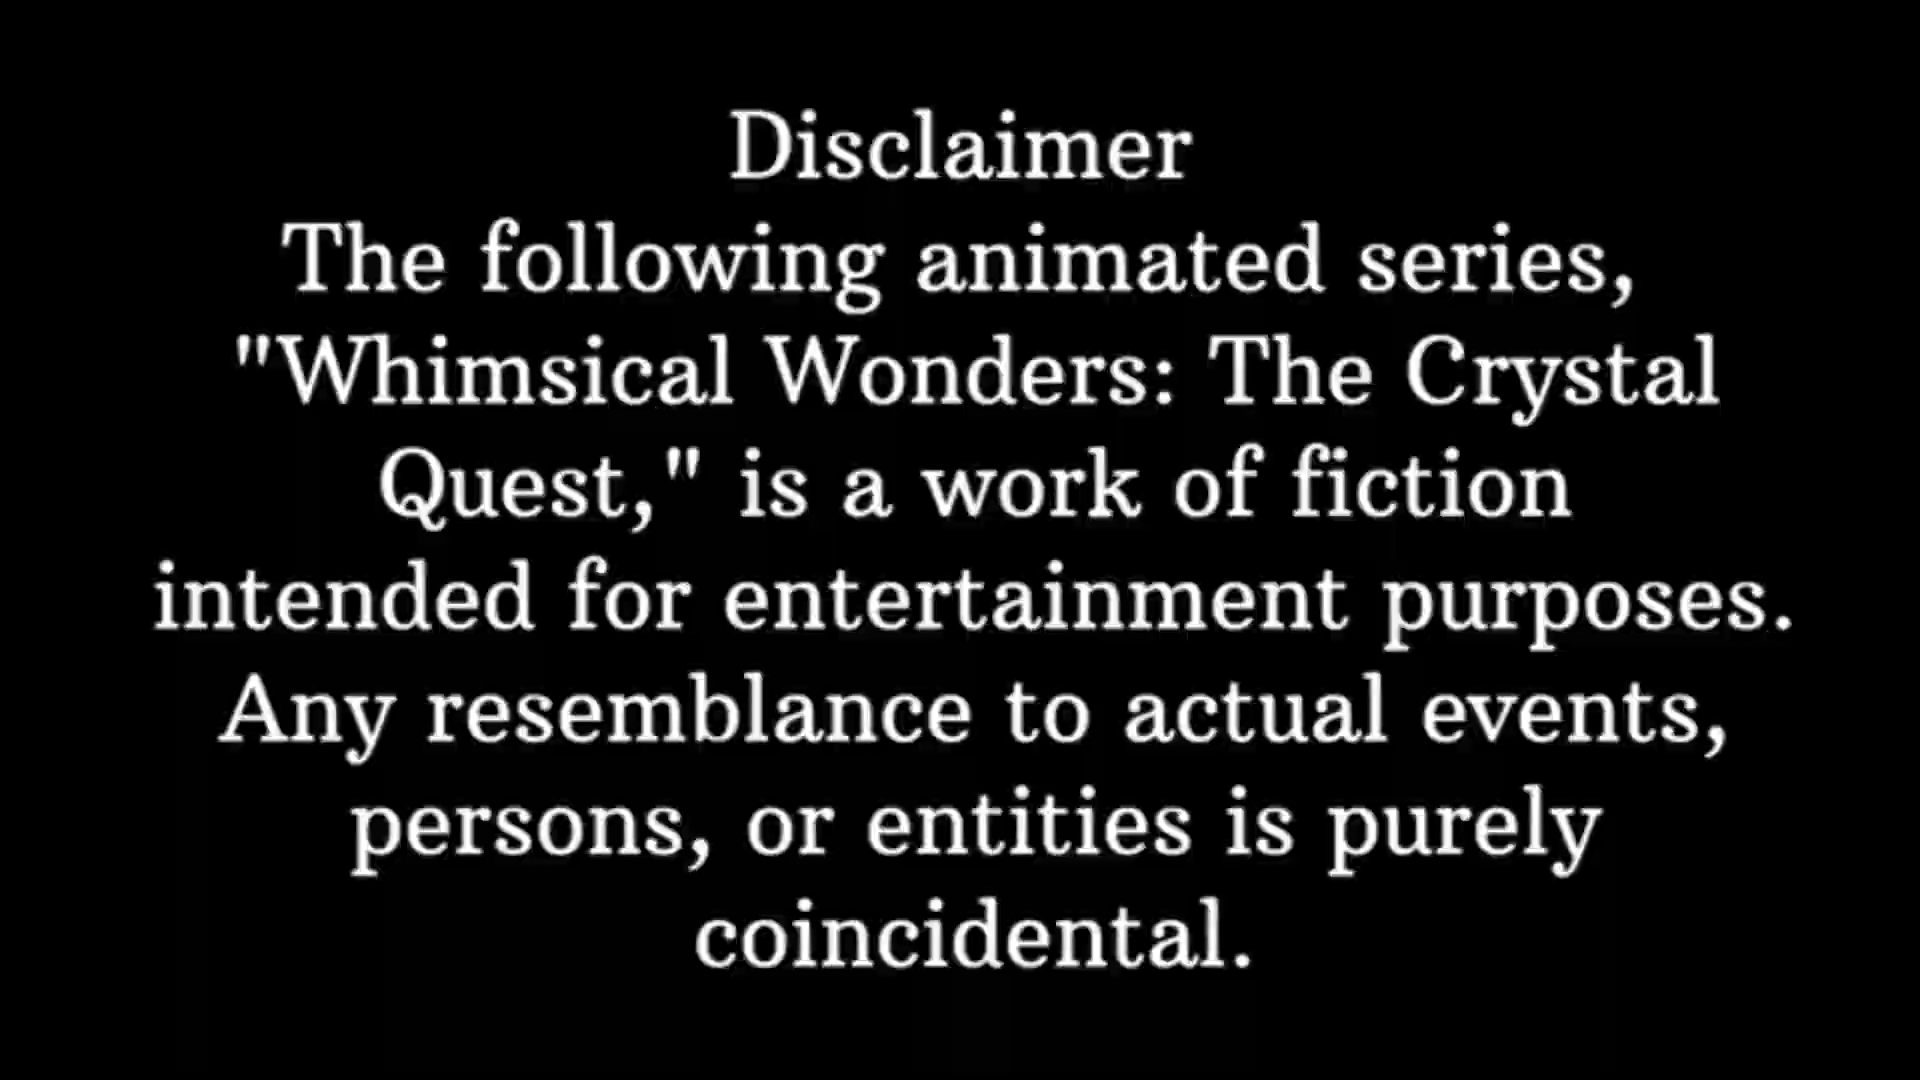 Disclaimer
The following animated series,
"Whimsical Wonders: The Crystal
Quest," is a work of fiction
intended for entertainment purposes.
Any resemblance to actual events,
persons, or entities is purely
coincidental.